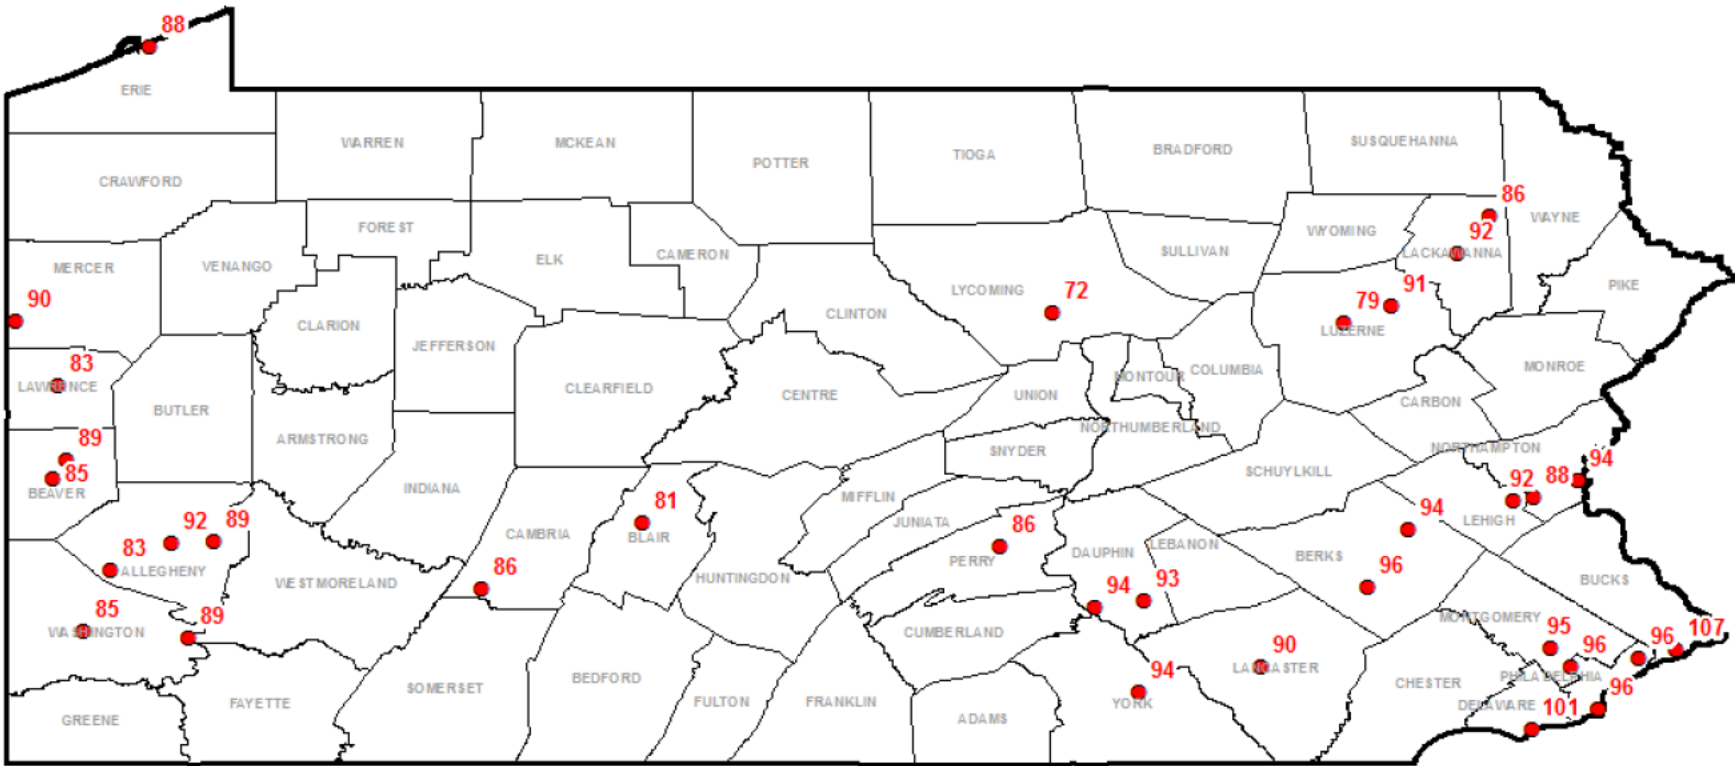 88
ERIE
WARREN
MCKEAN
POTTER
TIOGA
BRADFORD
SUSQUEHANNA
CRAWFORD
86
WAYNE
FOREST
WYOMING
92
LACKAWANNA
SULLIVAN
MERCER
VENANGO
ELK
CAMERON
PIKE
90
LYCOMING
72
79
91
CLINTON
CLARION
LUZERNE
JEFFERSON
83
LAWRENCE
CLEARFIELD
CENTRE
UNION
MONTOUR
COLUMBIA
MONROE
BUTLER
CARBON
ARMSTRONG
NORTHUMBERLAND
89
SNYDER
NORTHAMPTON
94
85
BEAVER
INDIANA
SCHUYLKILL
92
88
MIFFLIN
81
92
89
CAMBRIA
BLAIR
JUNIATA
86
94
LEHIGH
83
ALLEGHENY
PERRY
DAUPHIN
LEBANON
BERKS
96
WESTMORELAND
86
HUNTINGDON
94
93
BUCKS
85
WASHINGTON
89
CUMBERLAND
MONTGOMERY
95
96
96
107
94
90
LANCASTER
PHILADELPHIA
GREENE
FAYETTE
SOMERSET
BEDFORD
FULTON
FRANKLIN
ADAMS
YORK
CHESTER
DELAWARE
101
96